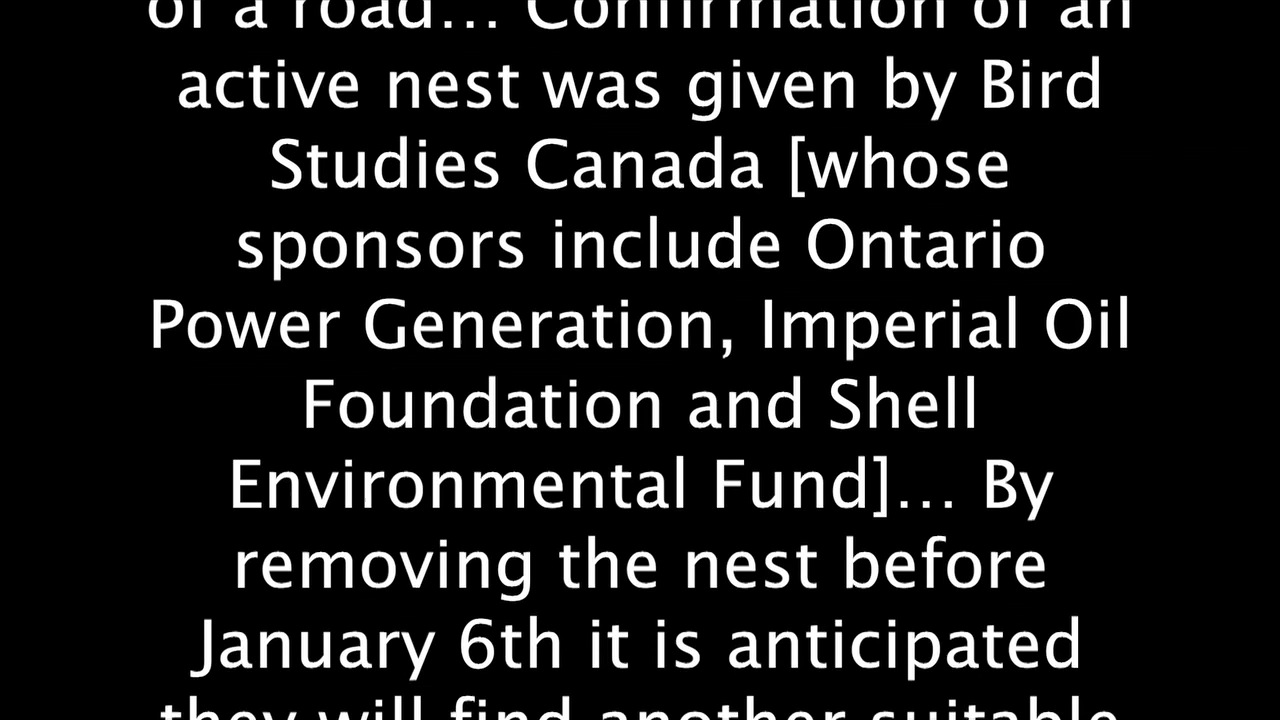 of a road... Confirmation of an
active nest was given by Bird
Studies Canada [whose
sponsors include Ontario
Power Generation, Imperial Oil
Foundation and Shell
Environmental Fund]... By
removing the nest before
January 6th it is anticipated
they will find another suitable